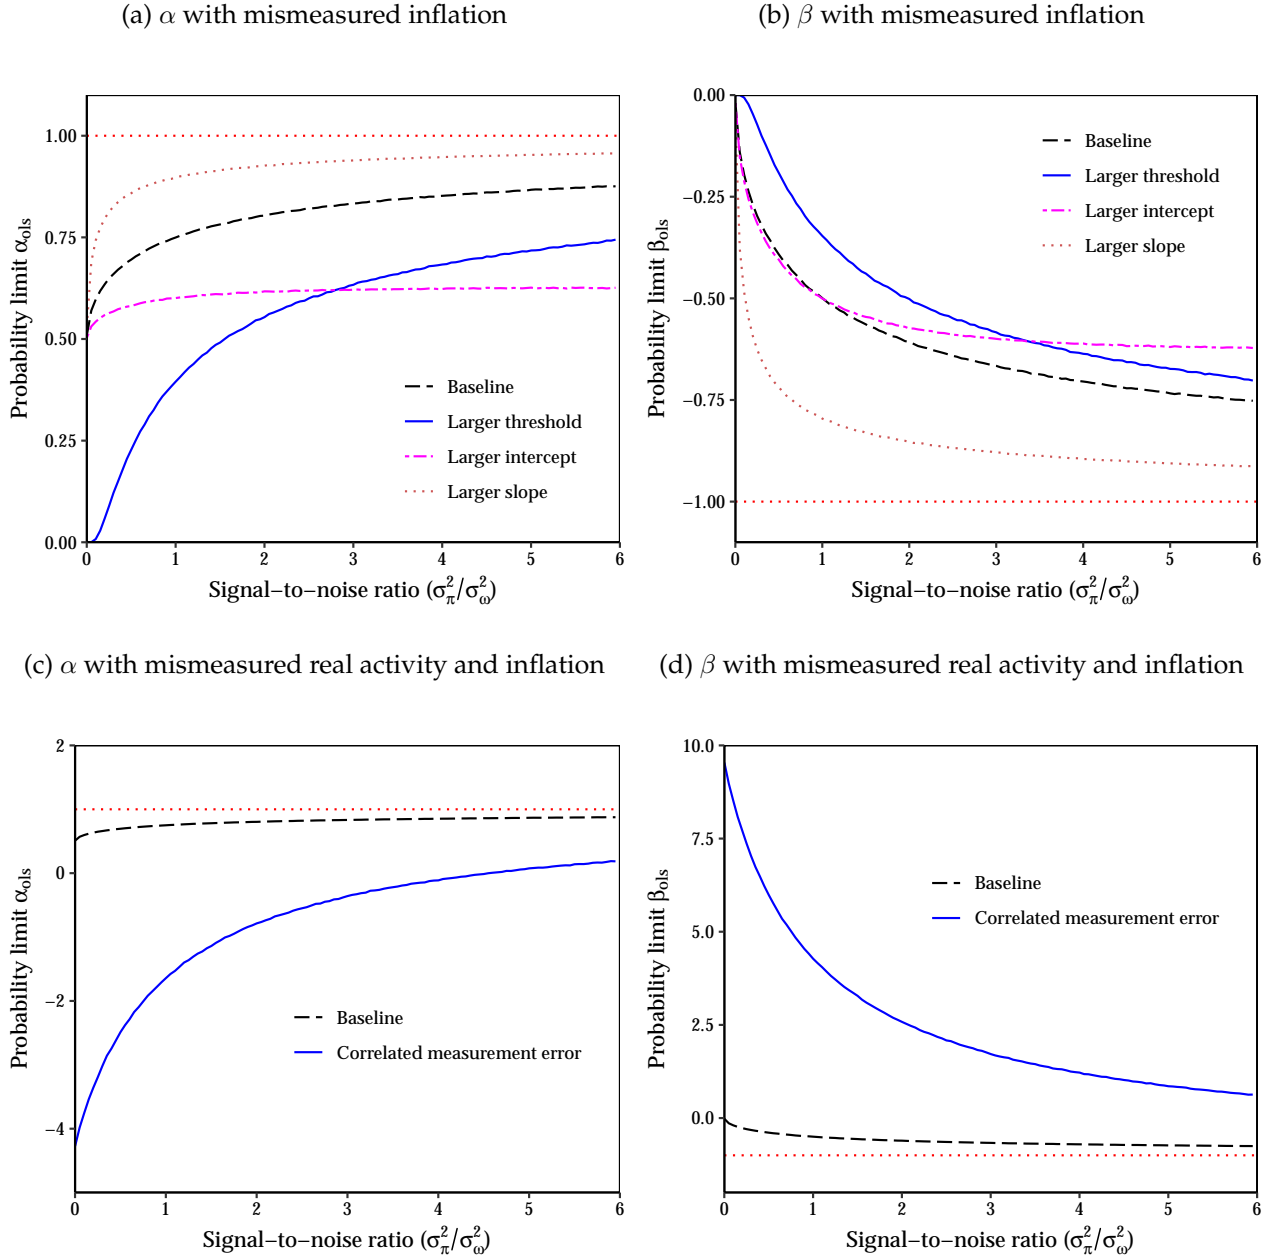 (a) α with mismeasured inflation
Probability limit αols
1.00
0.75
0.50
0.25
0.00
Baseline
Larger threshold
Larger intercept
Larger slope
0 1 2 3 4 5 6
Signal−to−noise ratio (σ²π/σ²ω)
(b) β with mismeasured inflation
Probability limit βols
0.00
−0.25
−0.50
−0.75
−1.00
Baseline
Larger threshold
Larger intercept
Larger slope
0 1 2 3 4 5 6
Signal−to−noise ratio (σ²π/σ²ω)
(c) α with mismeasured real activity and inflation
Probability limit αols
2
0
−2
−4
Baseline
Correlated measurement error
0 1 2 3 4 5 6
Signal−to−noise ratio (σ²π/σ²ω)
(d) β with mismeasured real activity and inflation
Probability limit βols
10.0
7.5
5.0
2.5
0.0
Baseline
Correlated measurement error
0 1 2 3 4 5 6
Signal−to−noise ratio (σ²π/σ²ω)